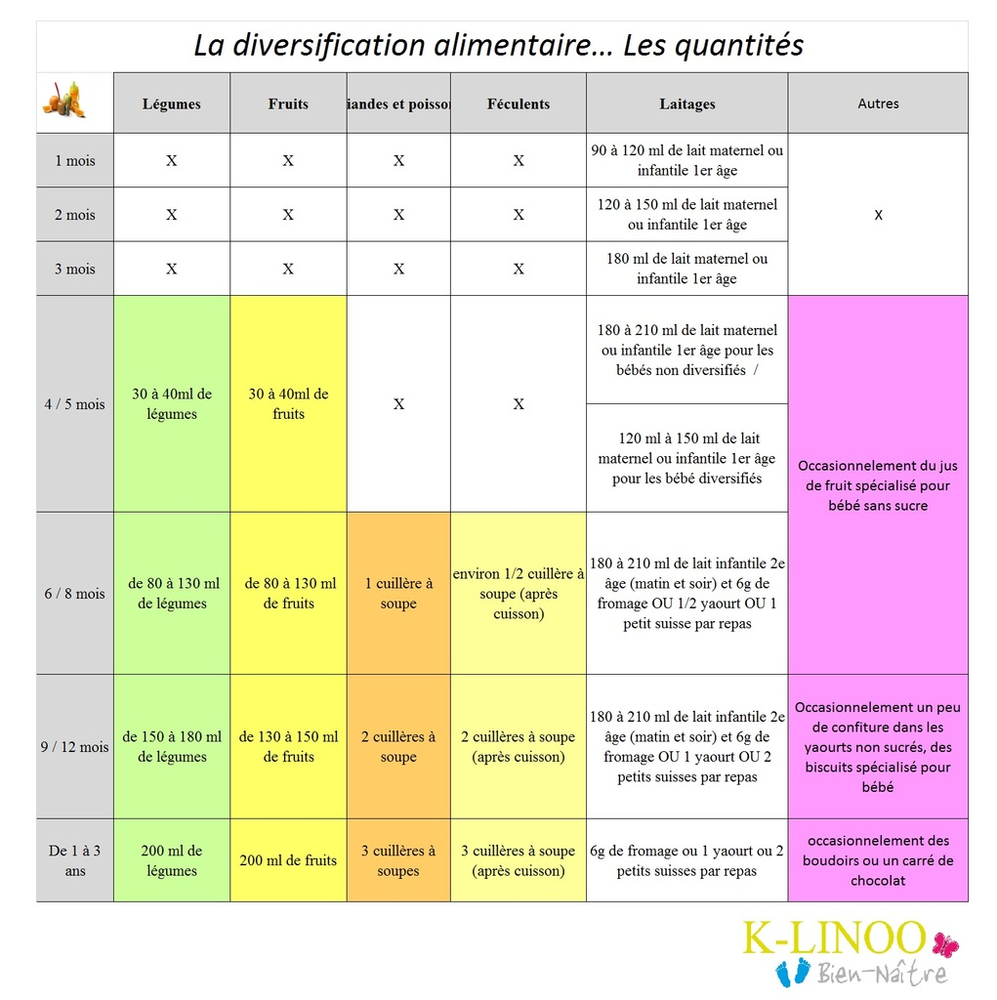 La diversification alimentaire... Les quantités
Légumes
Fruits
iandes et poisso
Féculents
Laitages
Autres
1 mois
X
X
X
X
90 à 120 ml de lait maternel ou
infantile 1er âge
X
2 mois
X
X
X
X
120 à 150 ml de lait maternel
ou infantile 1er âge
3 mois
X
X
X
X
180 ml de lait maternel ou
infantile 1er âge
4 / 5 mois
30 à 40ml de
légumes
30 à 40ml de
fruits
X
X
180 à 210 ml de lait maternel
ou infantile 1er âge pour les
bébés non diversifiés /
120 ml à 150 ml de lait
maternel ou infantile 1er âge
pour les bébé diversifiés
Occasionnelement du jus
de fruit spécialisé pour
bébé sans sucre
6 / 8 mois
de 80 à 130 ml
de légumes
de 80 à 130 ml
de fruits
1 cuillère à
soupe
environ 1/2 cuillère à
soupe (après
cuisson)
180 à 210 ml de lait infantile 2e
âge (matin et soir) et 6g de
fromage OU 1/2 yaourt OU 1
petit suisse par repas
9 / 12 mois
de 150 à 180 ml
de légumes
de 130 à 150 ml
de fruits
2 cuillères à
soupe
2 cuillères à soupe
(après cuisson)
180 à 210 ml de lait infantile 2e
âge (matin et soir) et 6g de
fromage OU 1 yaourt OU 2
petits suisses par repas
Occasionnelement un peu
de confiture dans les
yaourts non sucrés, des
biscuits spécialisé pour
bébé
De 1 à 3
ans
200 ml de
légumes
200 ml de fruits
3 cuillères à
soupes
3 cuillères à soupe
(après cuisson)
6g de fromage ou 1 yaourt ou 2
petits suisses par repas
occasionnelement des
boudoirs ou un carré de
chocolat
K-LINOO
Bien-Naître